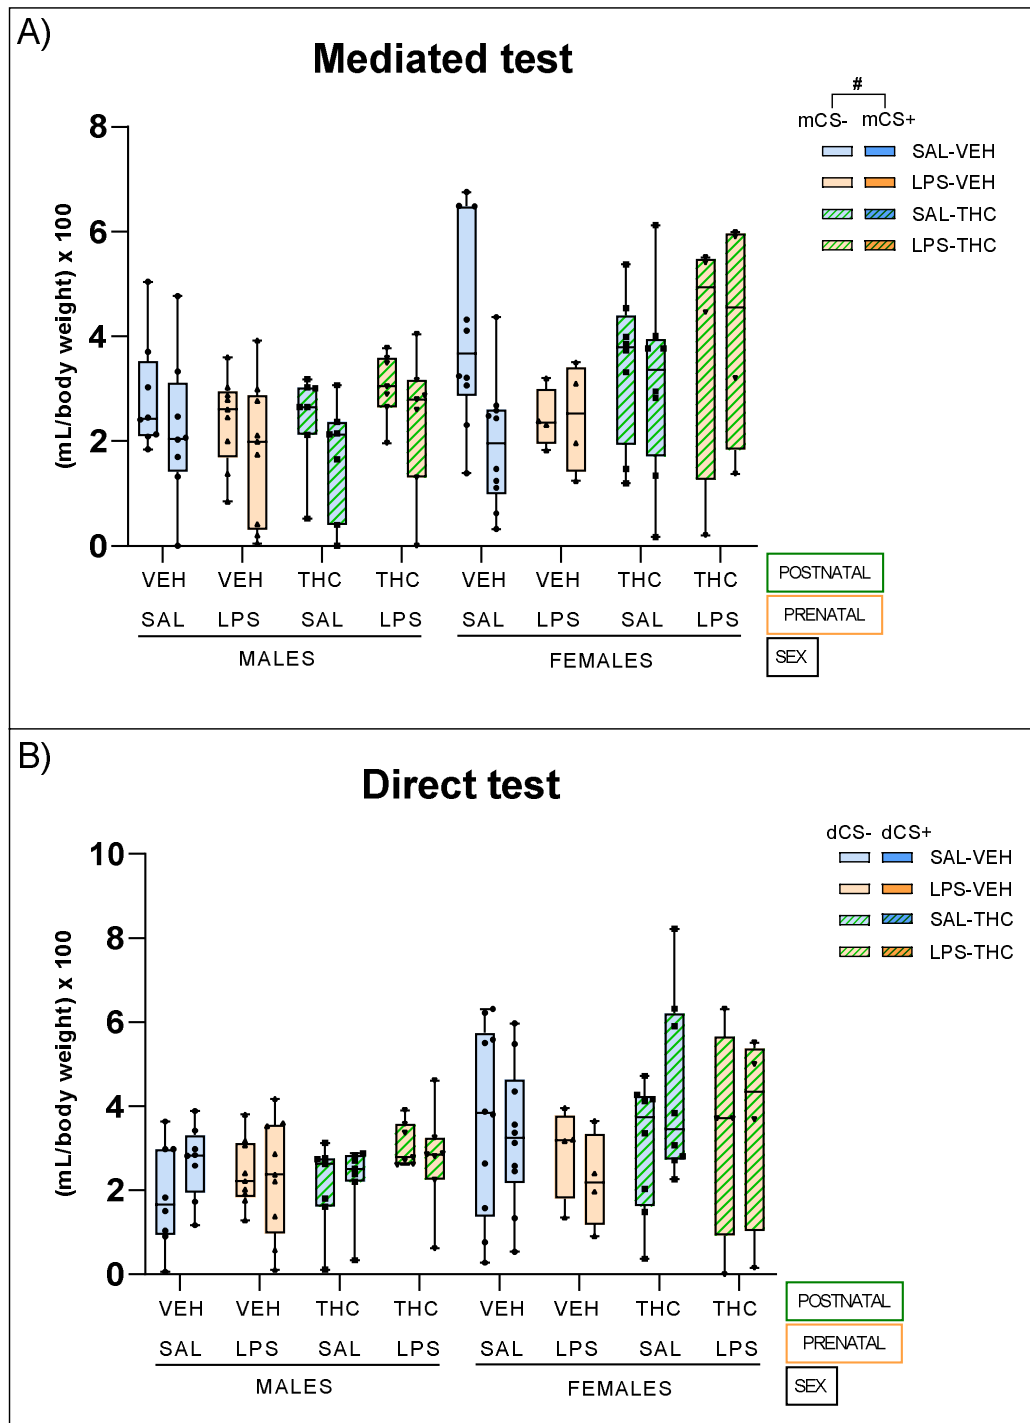 A)
Mediated test
#
mCS- mCS+
SAL-VEH
LPS-VEH
SAL-THC
LPS-THC
(mL/body weight) x 100
8
6
4
2
0
VEH VEH THC THC VEH VEH THC THC POSTNATAL
SAL LPS SAL LPS SAL LPS SAL LPS PRENATAL
MALES FEMALES SEX
B)
Direct test
dCS- dCS+
SAL-VEH
LPS-VEH
SAL-THC
LPS-THC
(mL/body weight) x 100
10
8
6
4
2
0
VEH VEH THC THC VEH VEH THC THC POSTNATAL
SAL LPS SAL LPS SAL LPS SAL LPS PRENATAL
MALES FEMALES SEX